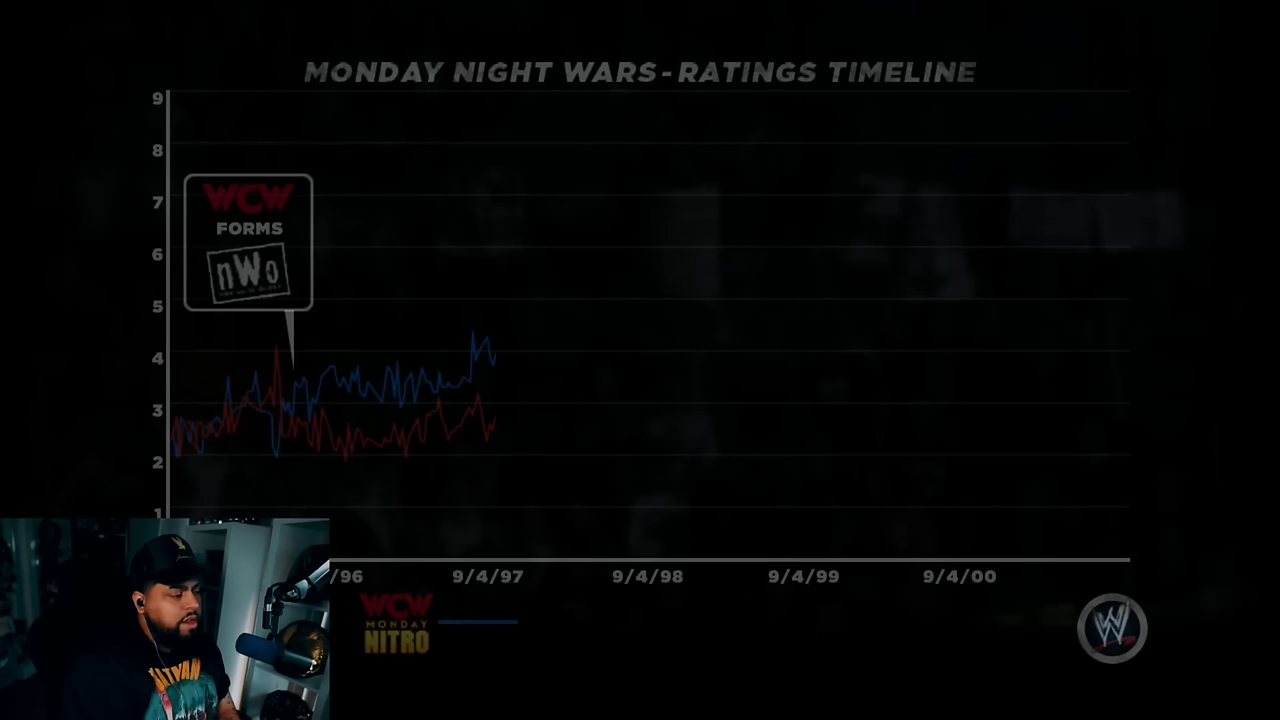 MONDAY NIGHT WARS - RATINGS TIMELINE
9
8
7
6
5
4
3
2
1
WCW
FORMS
nWo
/96
9/4/97
9/4/98
9/4/99
9/4/00
WCW
MONDAY
NITRO
W